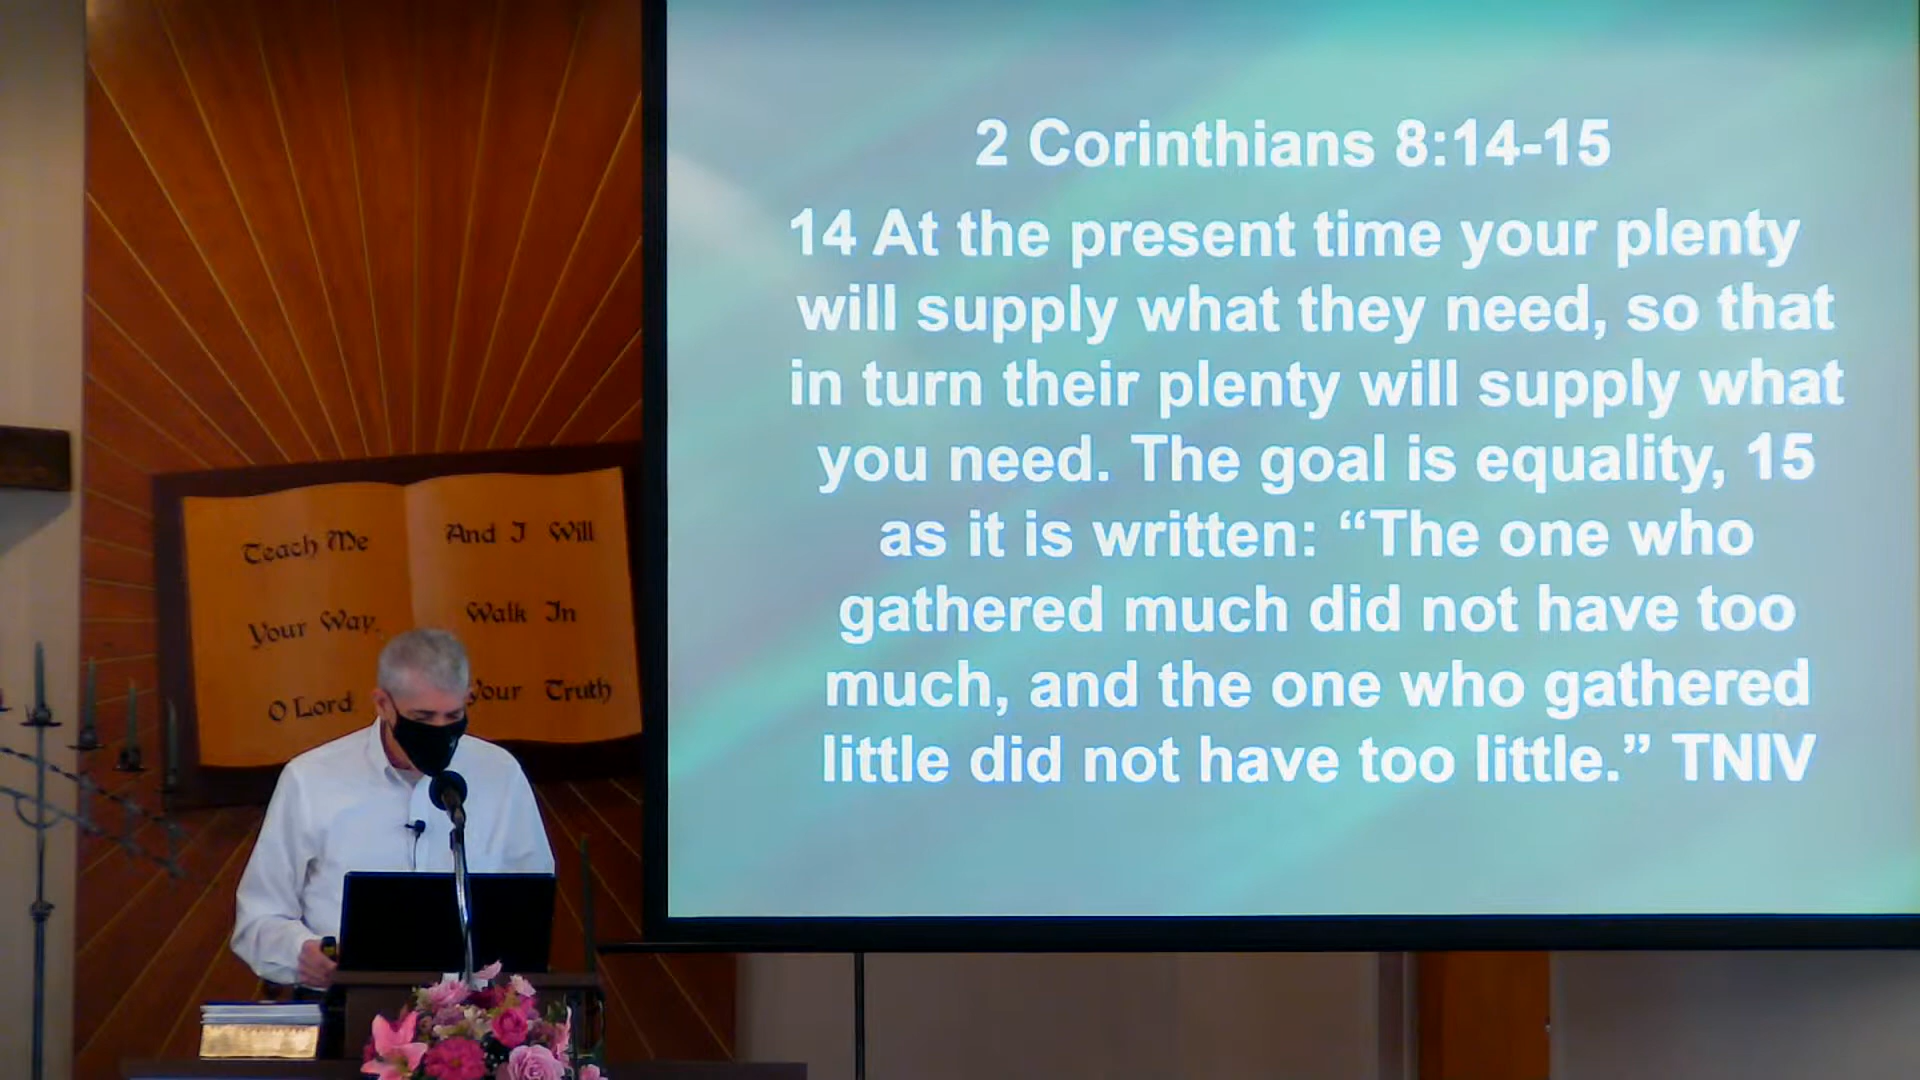 2 Corinthians 8:14-15
14 At the present time your plenty
will supply what they need, so that
in turn their plenty will supply what
you need. The goal is equality, 15
as it is written: “The one who
gathered much did not have too
much, and the one who gathered
little did not have too little.” TNIV
Teach Me
Your Way
O Lord
And I Will
Walk In
Your Truth